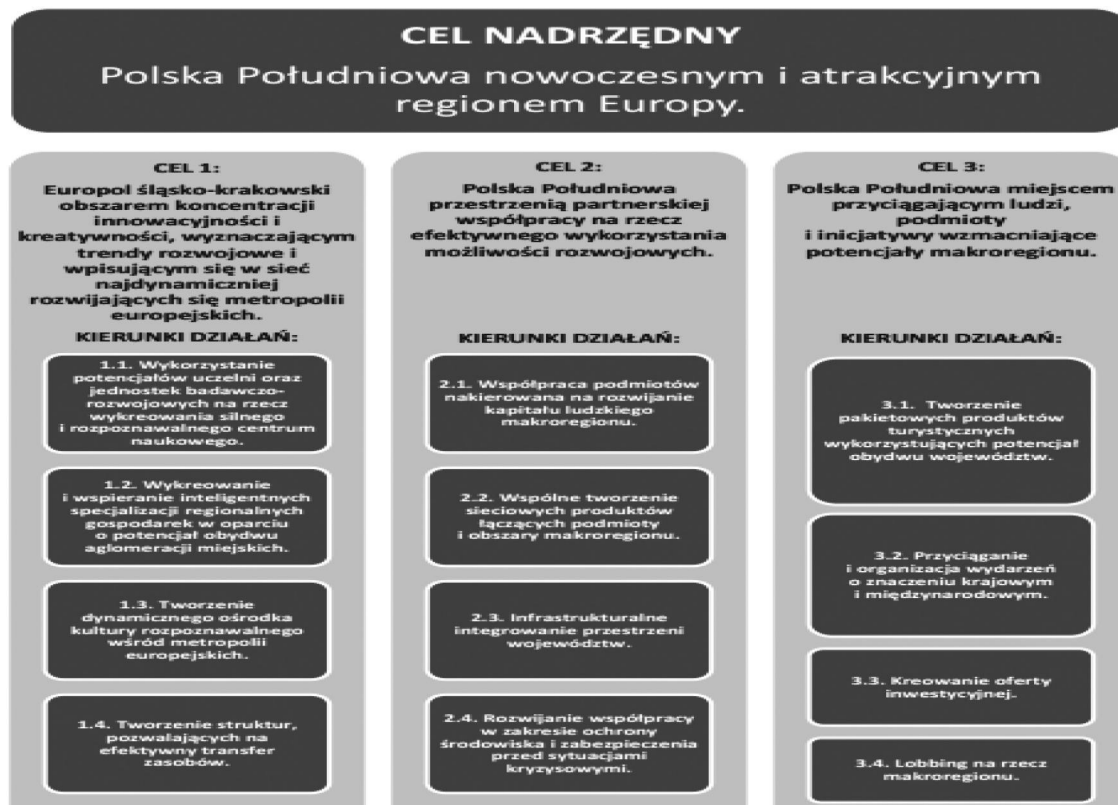 CEL NADRZĘDNY
Polska Południowa nowoczesnym i atrakcyjnym
regionem Europy.
CEL 1:
Europol śląsko-krakowski
obszarem koncentracji
innowacyjności i
kreatywności, wyznaczającym
trendy rozwojowe i
wpisującym się w sieć
najdynamiczniej
rozwijających się metropolii
europejskich.
KIERUNKI DZIAŁAŃ:
1.1. Wykorzystanie
potencjałów uczelni oraz
jednostek badawczo-
rozwojowych na rzecz
wykreowania silnego
i rozpoznawalnego centrum
naukowego.
1.2. Wykreowanie
i wspieranie inteligentnych
specjalizacji regionalnych
gospodarek w oparciu
o potencjał obydwu
aglomeracji miejskich.
1.3. Tworzenie
dynamicznego ośrodka
kultury rozpoznawalnego
wśród metropolii
europejskich.
1.4. Tworzenie struktur,
pozwalających na
efektywny transfer
zasobów.
CEL 2:
Polska Południowa
przestrzenią partnerskiej
współpracy na rzecz
efektywnego wykorzystania
możliwości rozwojowych.
KIERUNKI DZIAŁAŃ:
2.1. Współpraca podmiotów
nakierowana na rozwijanie
kapitału ludzkiego
makroregionu.
2.2. Wspólne tworzenie
sieciowych produktów
łączących podmioty
i obszary makroregionu.
2.3. Infrastrukturalne
integrowanie przestrzeni
województw.
2.4. Rozwijanie współpracy
w zakresie ochrony
środowiska i zabezpieczenia
przed sytuacjami
kryzysowymi.
CEL 3:
Polska Południowa miejscem
przyciągającym ludzi,
podmioty
i inicjatywy wzmacniające
potencjały makroregionu.
KIERUNKI DZIAŁAŃ:
3.1. Tworzenie
pakietowych produktów
turystycznych
wykorzystujących potencjał
obydwu województw.
3.2. Przyciąganie
i organizacja wydarzeń
o znaczeniu krajowym
i międzynarodowym.
3.3. Kreowanie oferty
inwestycyjnej.
3.4. Lobbing na rzecz
makroregionu.